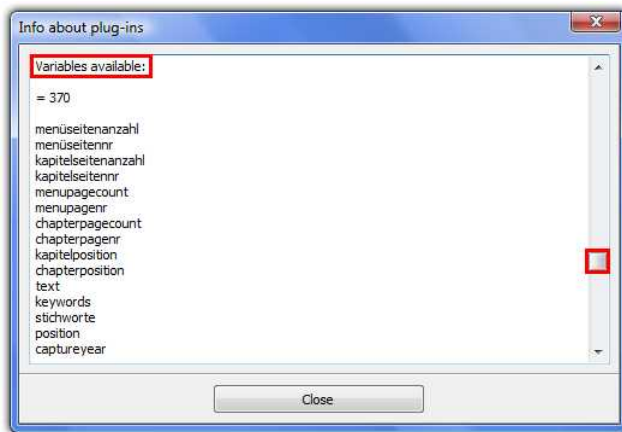 Info about plug-ins
Variables available:
= 370
menüseitenanzahl
menüseitennr
kapitelseitenanzahl
kapitelseitennr
menupagecount
menupagenr
chapterpagecount
chapterpagenr
kapitelposition
chapterposition
text
keywords
stichworte
position
captureyear
Close